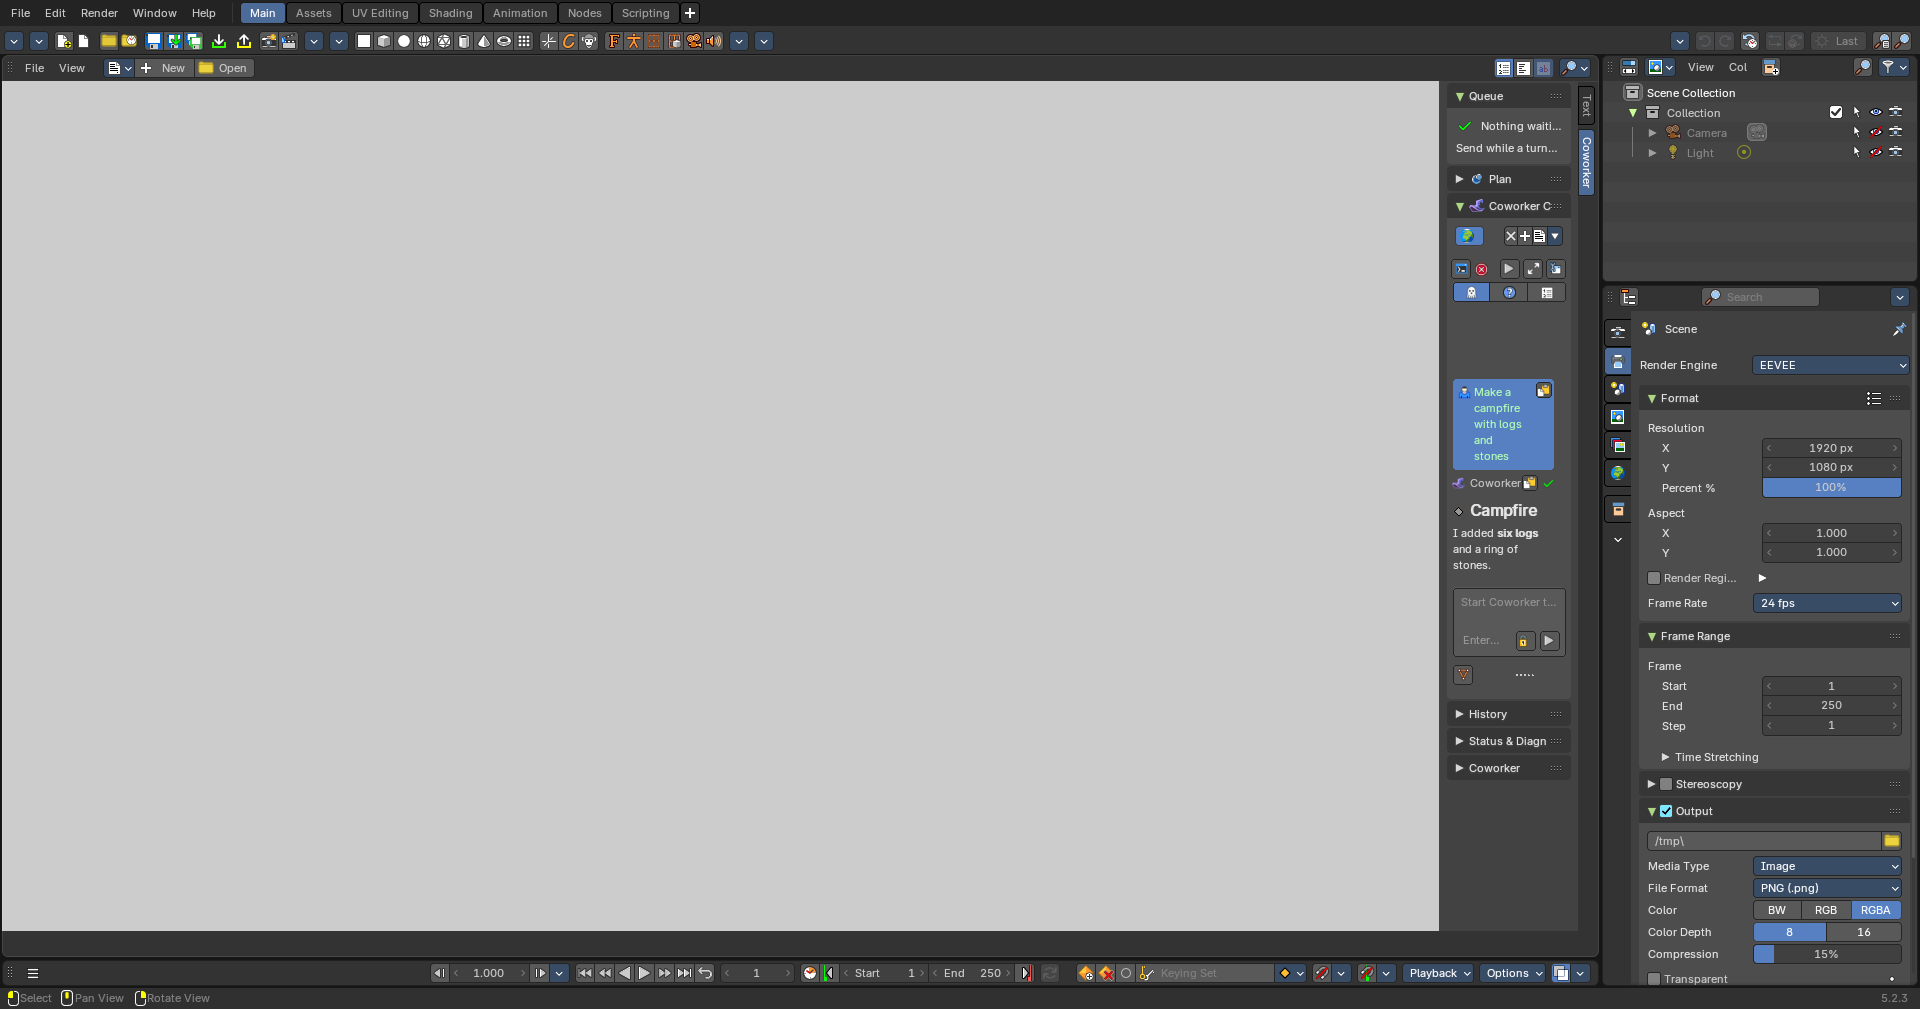 File Edit Render Window Help Main Assets UV Editing Shading Animation Nodes Scripting
Last
File View New Open
View Col
Scene Collection
Collection
Camera
Light
Queue
Nothing waiti...
Send while a turn...
Plan
Coworker C
Text
Coworker
Make a
campfire
with logs
and
stones
Coworker
Campfire
I added six logs
and a ring of
stones.
Start Coworker t...
Enter...
History
Status & Diagn
Coworker
Search
Scene
Render Engine EEVEE
Format
Resolution
X 1920 px
Y 1080 px
Percent % 100%
Aspect
X 1.000
Y 1.000
Render Regi...
Frame Rate 24 fps
Frame Range
Frame
Start 1
End 250
Step 1
Time Stretching
Stereoscopy
Output
/tmp\
Media Type Image
File Format PNG (.png)
Color BW RGB RGBA
Color Depth 8 16
Compression 15%
Transparent
1.000 1 Start 1 End 250 Keying Set Playback Options
Select Pan View Rotate View 5.2.3